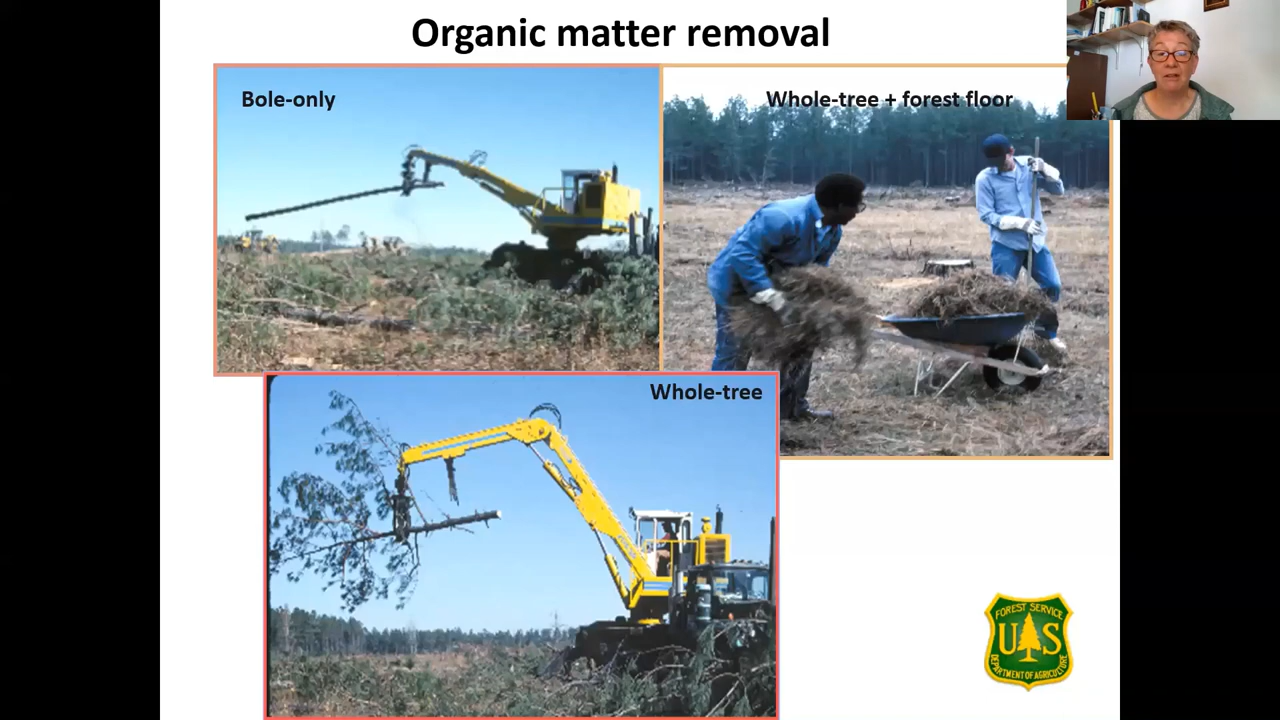 Organic matter removal
Bole-only
Whole-tree + forest floor
Whole-tree
FOREST SERVICE
U S
DEPARTMENT OF AGRICULTURE